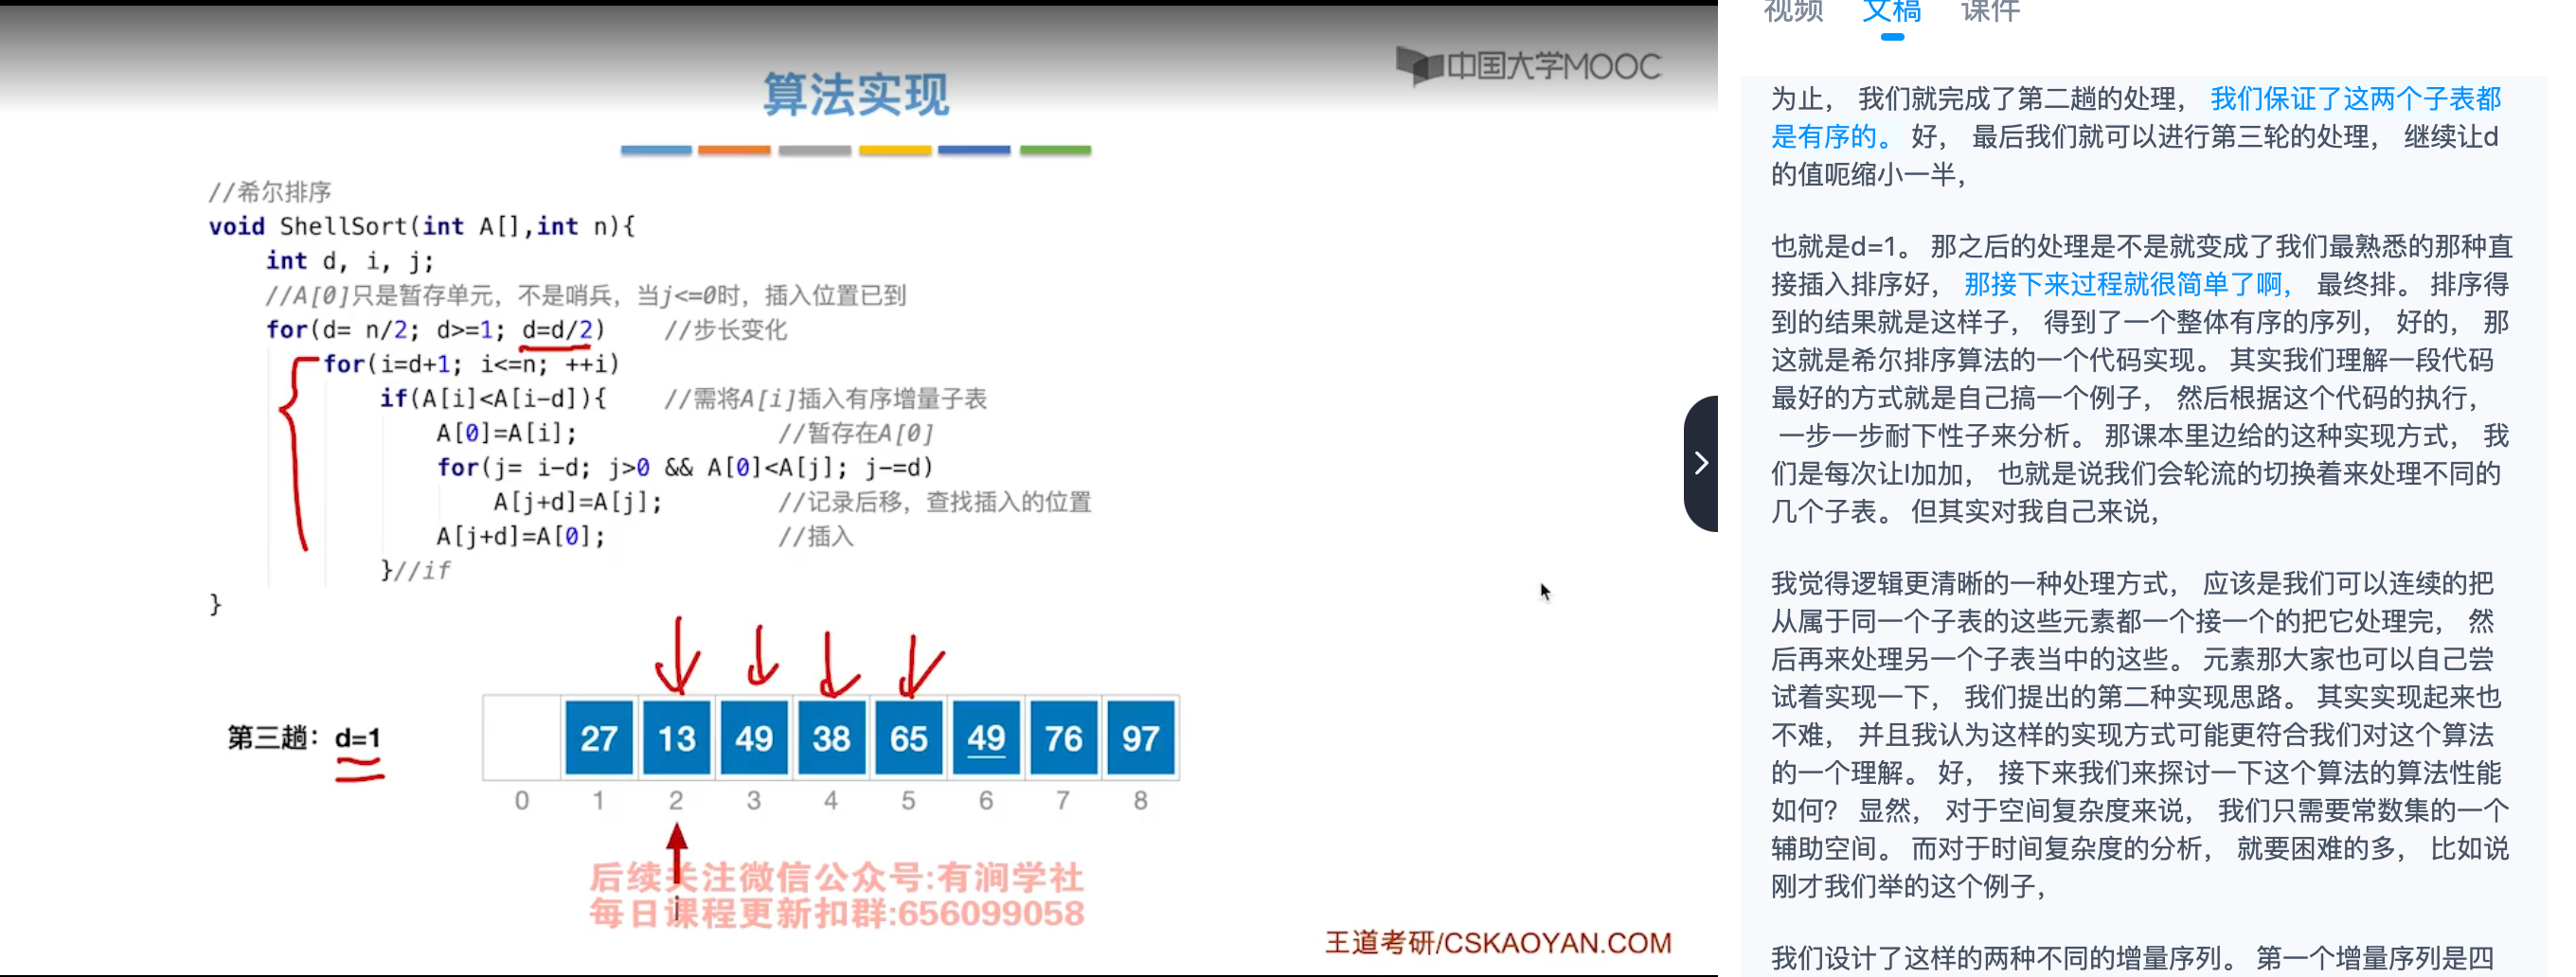 中国大学MOOC
算法实现
//希尔排序
void ShellSort(int A[],int n){
int d, i, j;
//A[0]只是暂存单元，不是哨兵，当j<=0时，插入位置已到
for(d= n/2; d>=1; d=d/2) //步长变化
for(i=d+1; i<=n; ++i)
if(A[i]<A[i-d]){ //需将A[i]插入有序增量子表
A[0]=A[i]; //暂存在A[0]
for(j= i-d; j>0 && A[0]<A[j]; j-=d)
A[j+d]=A[j]; //记录后移，查找插入的位置
A[j+d]=A[0]; //插入
}//if
}
第三趟：d=1
27 13 49 38 65 49 76 97
0 1 2 3 4 5 6 7 8
i
后续关注微信公众号:有涧学社
每日课程更新扣群:656099058
王道考研/CSKAOYAN.COM
视频 文稿 课件
为止， 我们就完成了第二趟的处理， 我们保证了这两个子表都
是有序的。 好， 最后我们就可以进行第三轮的处理， 继续让d
的值呃缩小一半，
也就是d=1。 那之后的处理是不是就变成了我们最熟悉的那种直
接插入排序好， 那接下来过程就很简单了啊， 最终排。 排序得
到的结果就是这样子， 得到了一个整体有序的序列， 好的， 那
这就是希尔排序算法的一个代码实现。 其实我们理解一段代码
最好的方式就是自己搞一个例子， 然后根据这个代码的执行，
一步一步耐下性子来分析。 那课本里边给的这种实现方式， 我
们是每次让I加加， 也就是说我们会轮流的切换着来处理不同的
几个子表。 但其实对我自己来说，
我觉得逻辑更清晰的一种处理方式， 应该是我们可以连续的把
从属于同一个子表的这些元素都一个接一个的把它处理完， 然
后再来处理另一个子表当中的这些。 元素那大家也可以自己尝
试着实现一下， 我们提出的第二种实现思路。 其实实现起来也
不难， 并且我认为这样的实现方式可能更符合我们对这个算法
的一个理解。 好， 接下来我们来探讨一下这个算法的算法性能
如何？ 显然， 对于空间复杂度来说， 我们只需要常数集的一个
辅助空间。 而对于时间复杂度的分析， 就要困难的多， 比如说
刚才我们举的这个例子，
我们设计了这样的两种不同的增量序列。 第一个增量序列是四